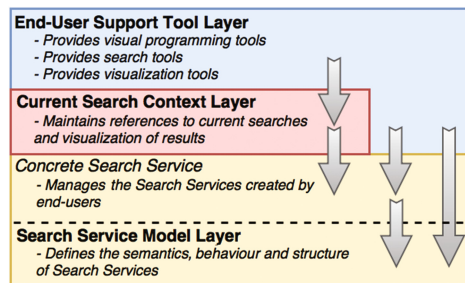 End-User Support Tool Layer
- Provides visual programming tools
- Provides search tools
- Provides visualization tools
Current Search Context Layer
- Maintains references to current searches
and visualization of results
Concrete Search Service
- Manages the Search Services created by
end-users
Search Service Model Layer
- Defines the semantics, behaviour and structure
of Search Services